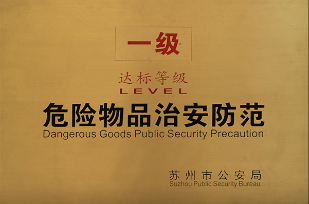 一级
达标等级
LEVEL
危险物品治安防范
Dangerous Goods Public Security Precaution
苏州市公安局
Suzhou Public Security Bureau